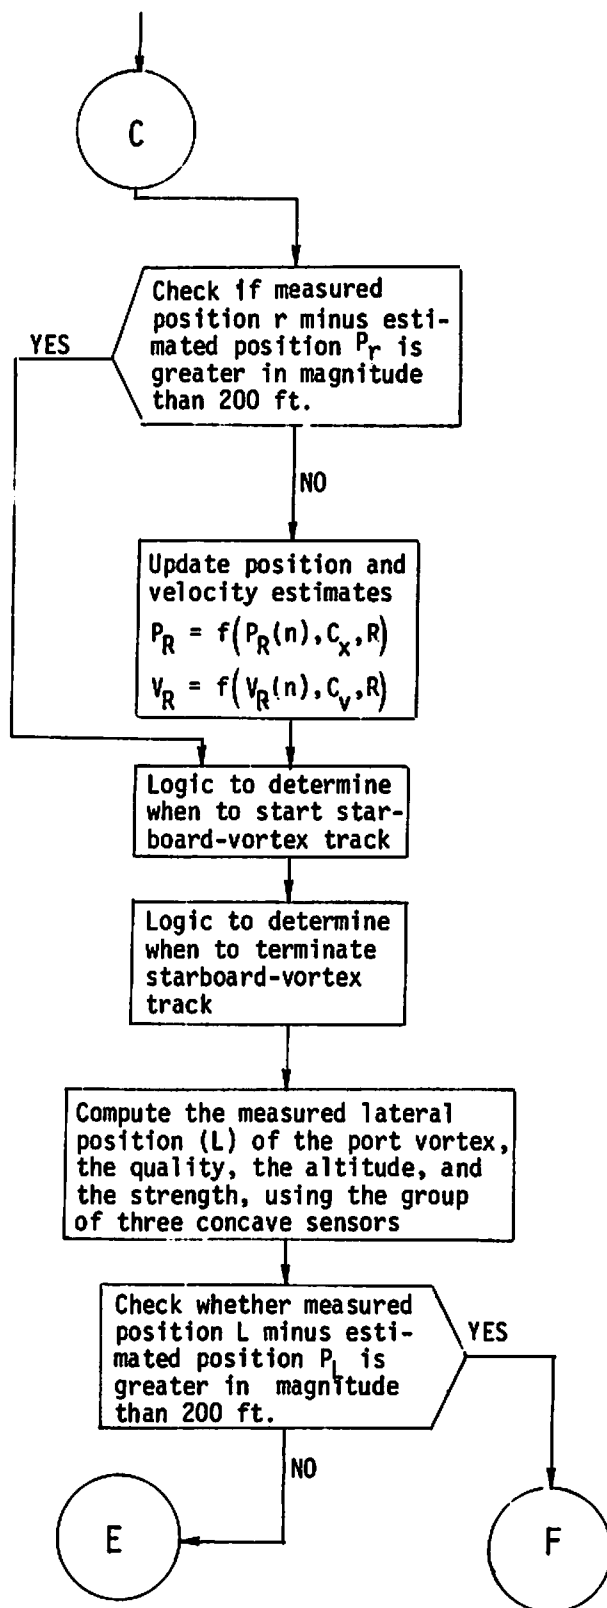 C
Check if measured
position r minus esti-
mated position Pr is
greater in magnitude
than 200 ft.
YES
NO
Update position and
velocity estimates
PR = f(PR(n),Cx,R)
VR = f(VR(n),Cv,R)
Logic to determine
when to start star-
board-vortex track
Logic to determine
when to terminate
starboard-vortex
track
Compute the measured lateral
position (L) of the port vortex,
the quality, the altitude, and
the strength, using the group
of three concave sensors
Check whether measured
position L minus esti-
mated position PL is
greater in magnitude
than 200 ft.
YES
NO
E
F